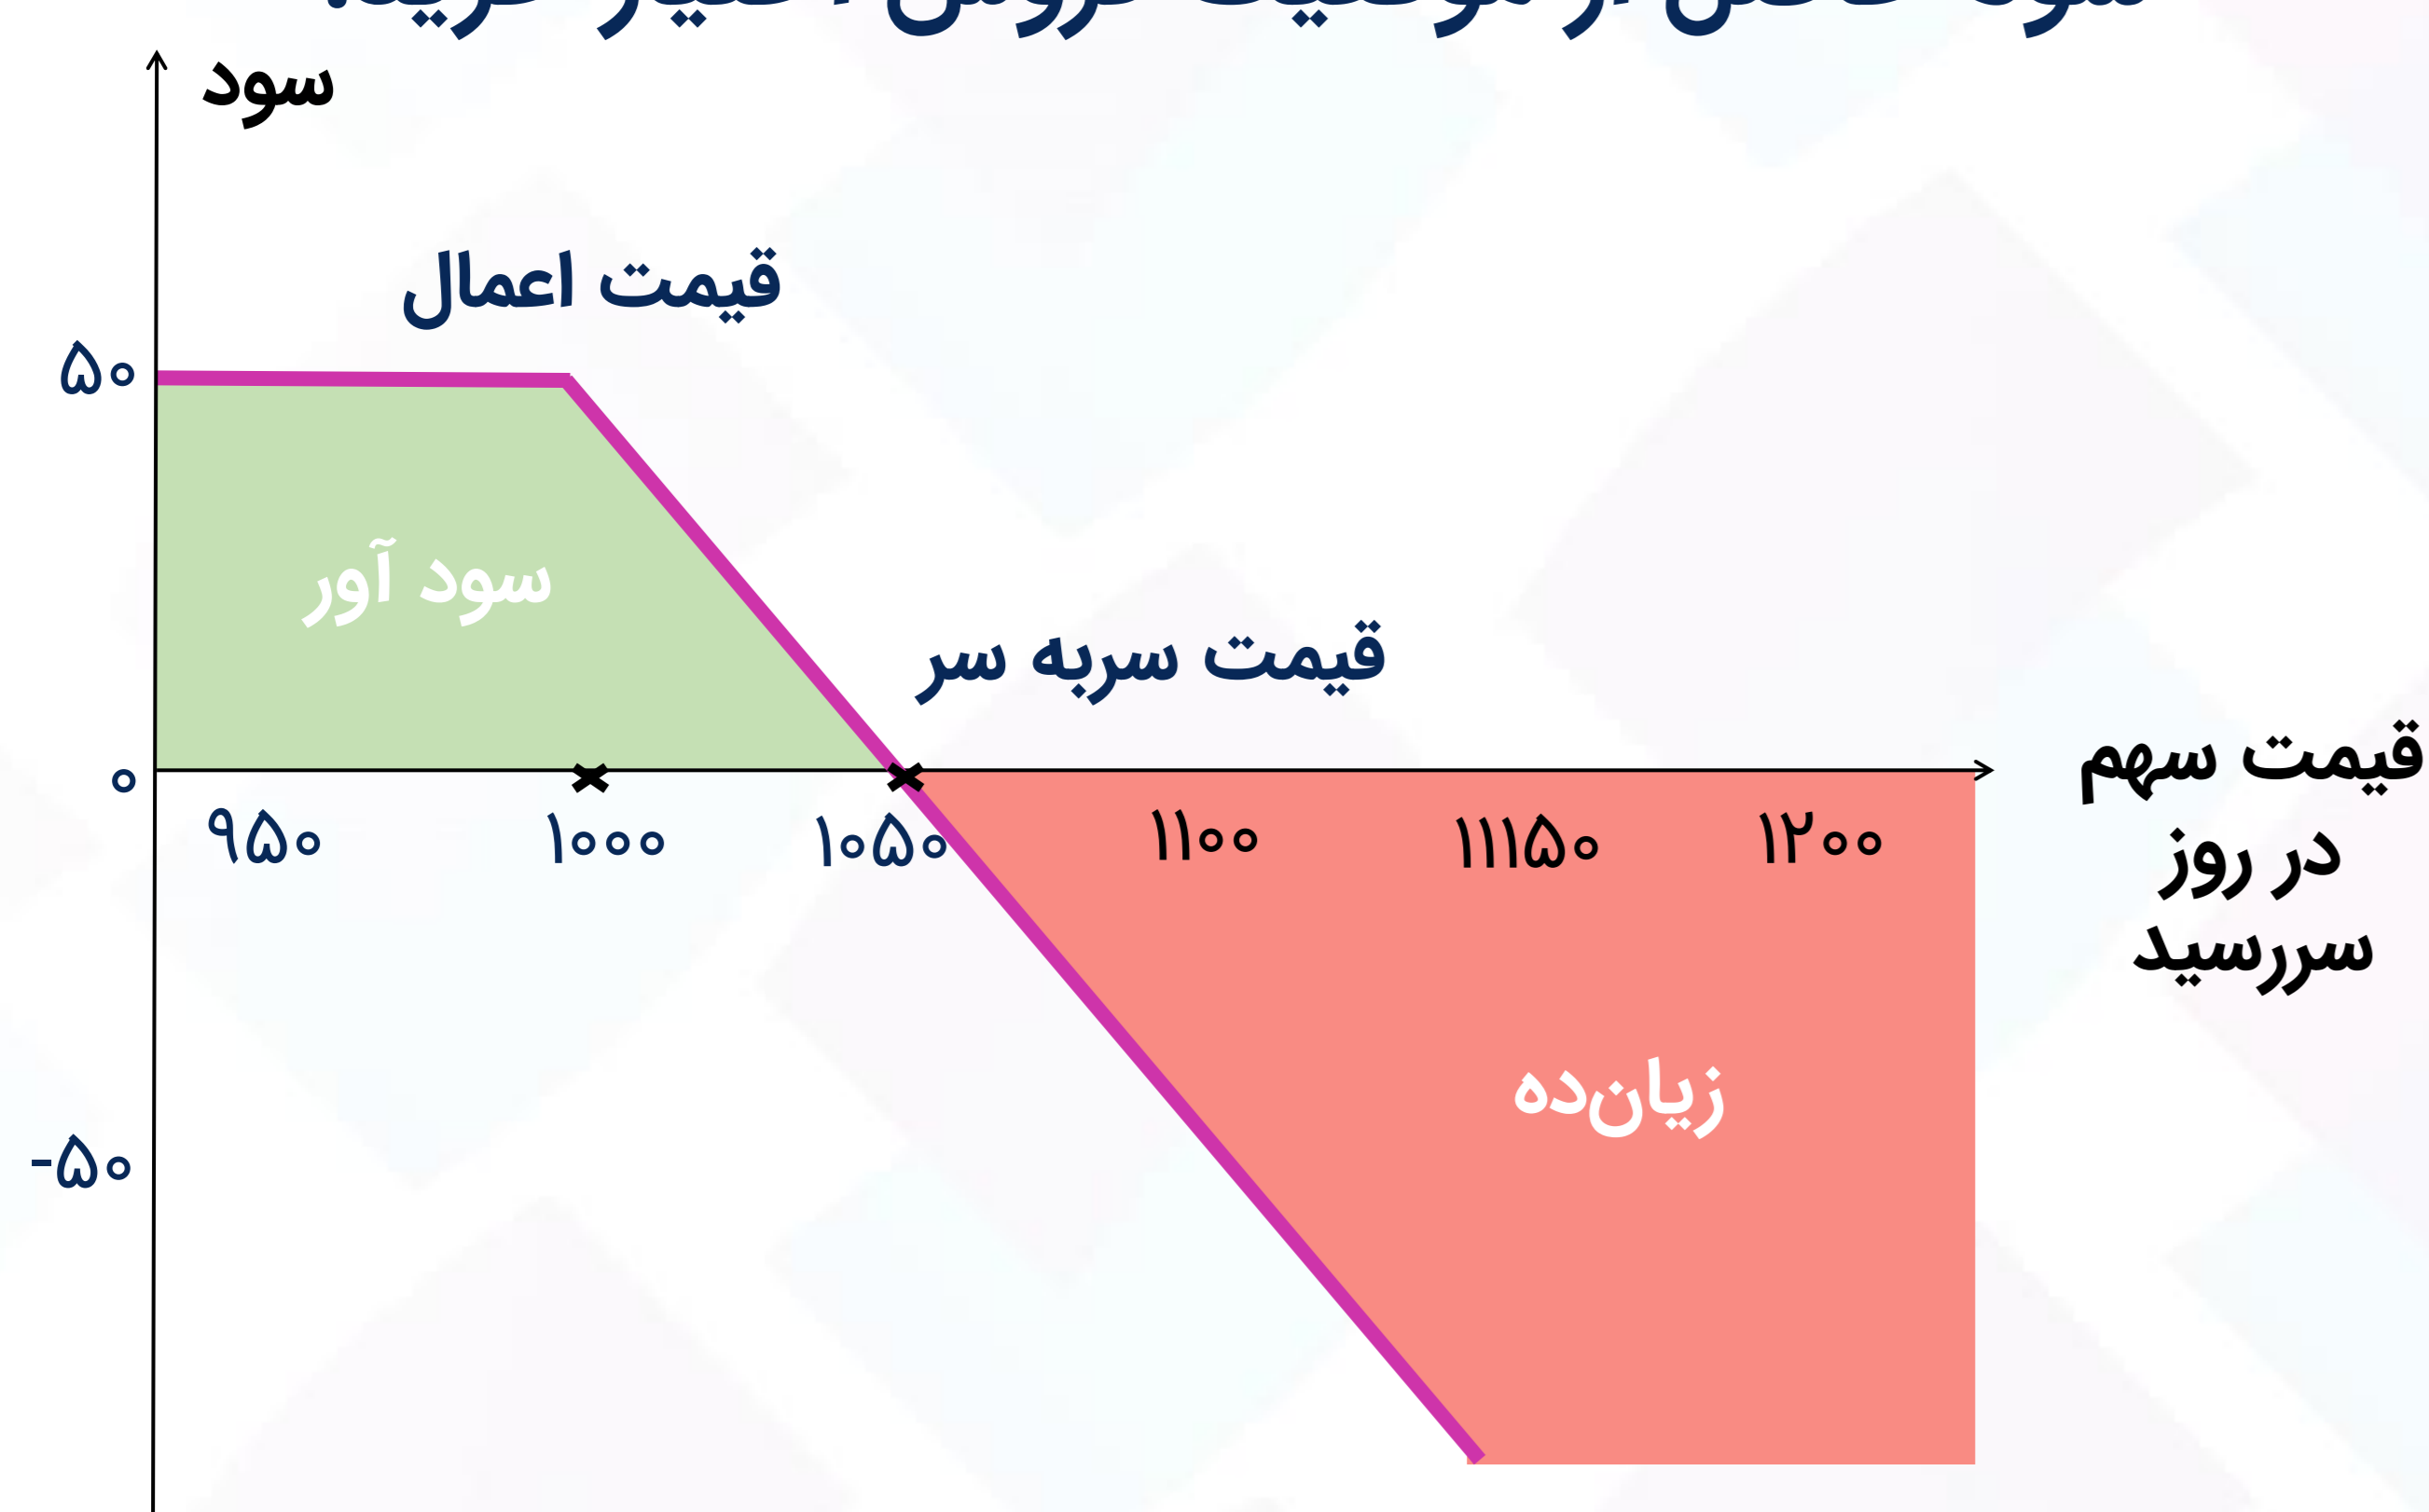 سود
قیمت اعمال
۵۰
سود آور
قیمت سربه سر
۰
۹۵۰
۱۰۰۰
۱۰۵۰
۱۱۰۰
۱۱۱۵۰
۱۲۰۰
قیمت سهم
در روز
سررسید
زیان‌ده
-۵۰